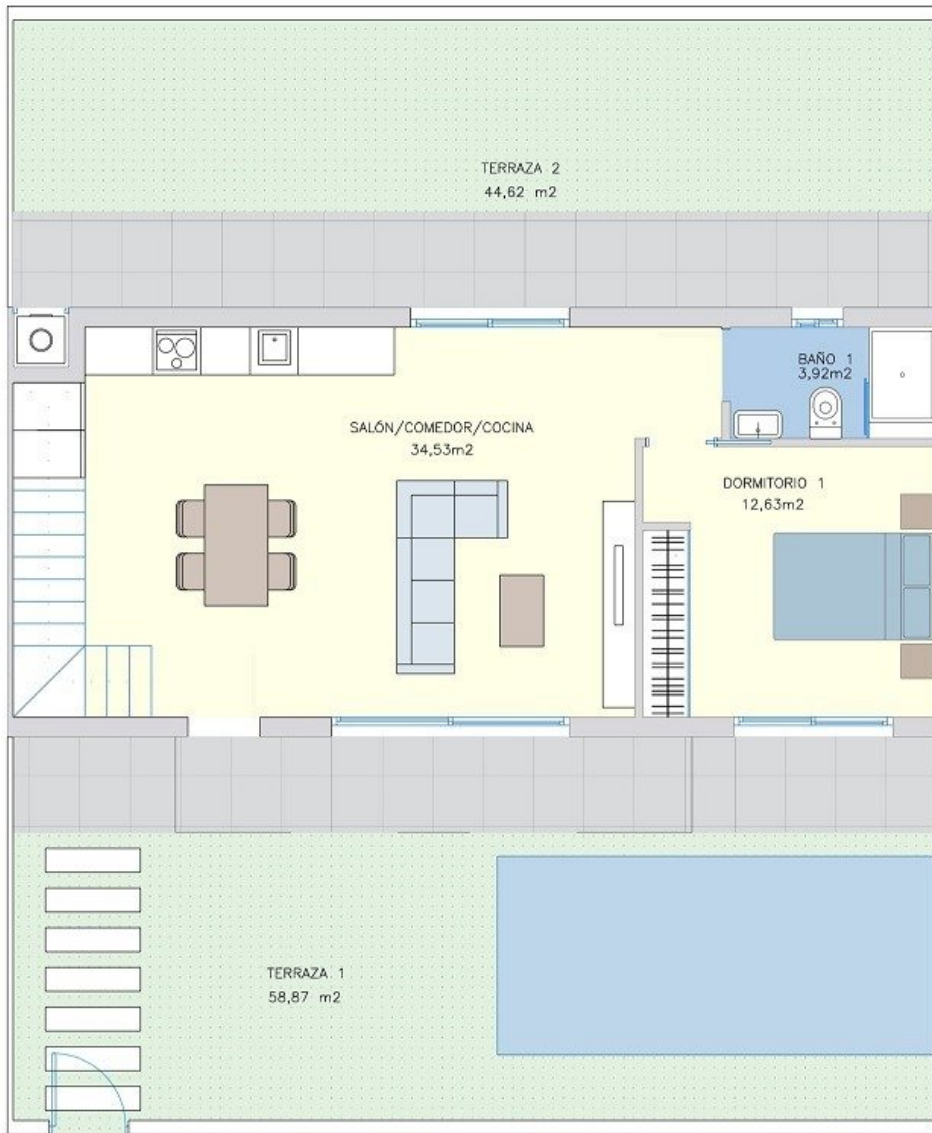 TERRAZA 2
44,62 m2
BAÑO 1
3,92m2
SALÓN/COMEDOR/COCINA
34,53m2
DORMITORIO 1
12,63m2
TERRAZA 1
58,87 m2